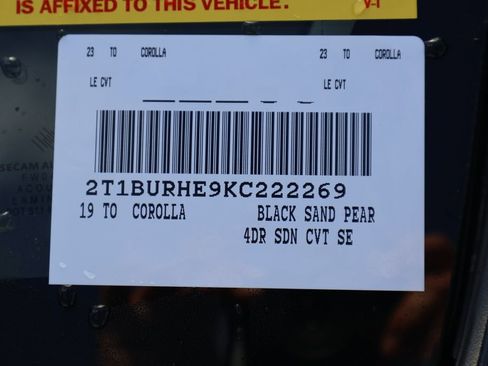 IS AFFIXED TO THIS VEHICLE.
V-1
23 TO COROLLA 23 TO COROLLA
LE CVT LE CVT
2T1BURHE9KC222269
19 TO COROLLA BLACK SAND PEAR
4DR SDN CVT SE